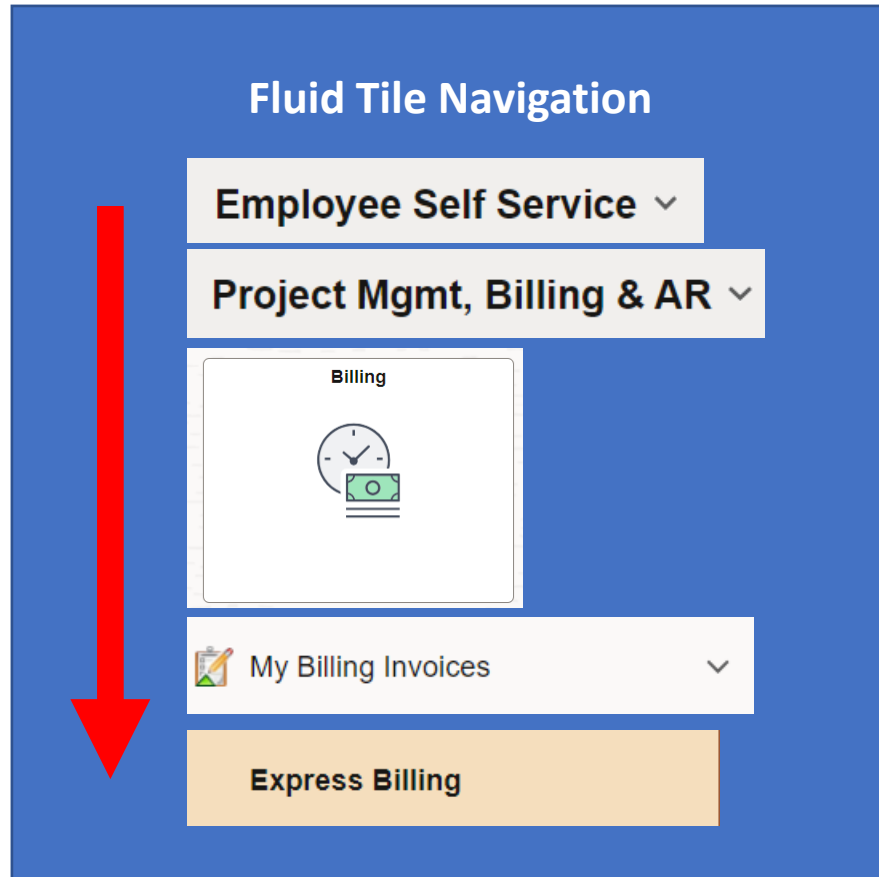 Fluid Tile Navigation
Employee Self Service
Project Mgmt, Billing & AR
Billing
My Billing Invoices
Express Billing